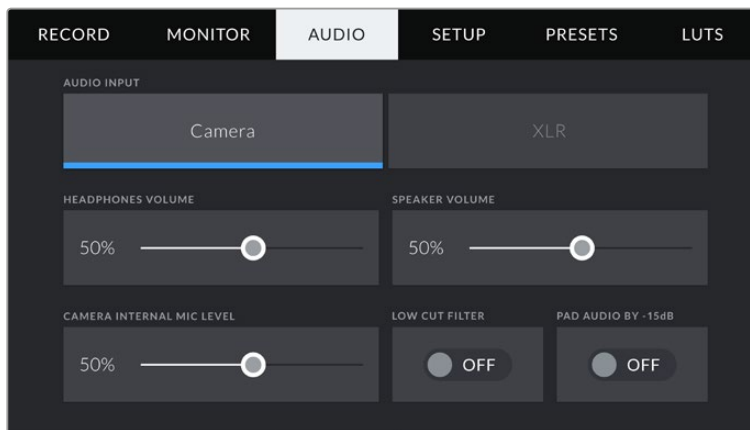 RECORD MONITOR AUDIO SETUP PRESETS LUTS
AUDIO INPUT
Camera XLR
HEADPHONES VOLUME SPEAKER VOLUME
50% 50%
CAMERA INTERNAL MIC LEVEL LOW CUT FILTER PAD AUDIO BY -15dB
50% OFF OFF